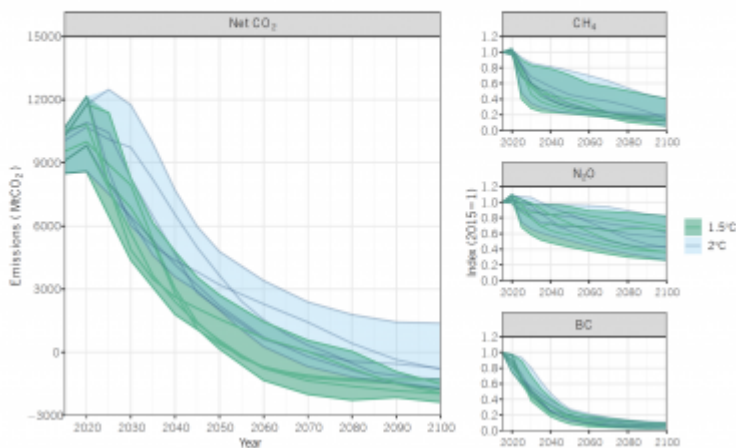 Net CO₂
15000
12000
9000
6000
3000
0
-3000
Emissions (MtCO₂)
2020 2030 2040 2050 2060 2070 2080 2090 2100
Year
CH₄
1.2
1.0
0.8
0.6
0.4
0.2
0.0
2020 2040 2060 2080 2100
N₂O
1.2
1.0
0.8
0.6
0.4
0.2
0.0
Index (2015=1)
2020 2040 2060 2080 2100
BC
1.2
1.0
0.8
0.6
0.4
0.2
0.0
2020 2040 2060 2080 2100
1.5°C
2°C